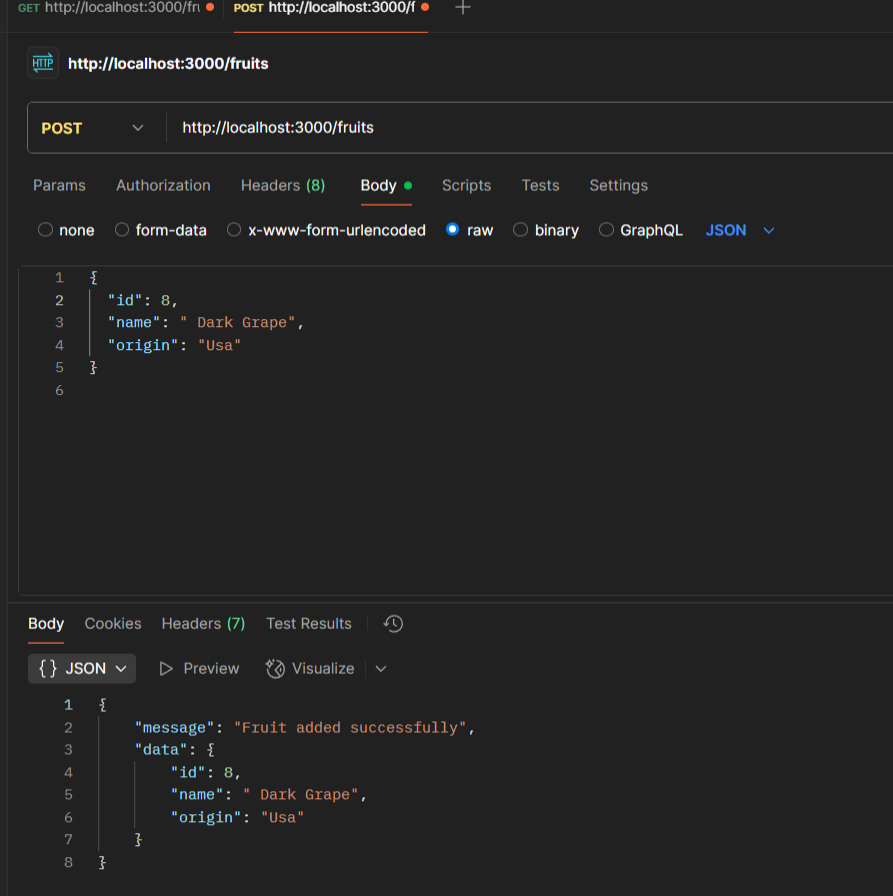 GET http://localhost:3000/fru POST http://localhost:3000/f
HTTP http://localhost:3000/fruits
POST http://localhost:3000/fruits
Params Authorization Headers (8) Body Scripts Tests Settings
none form-data x-www-form-urlencoded raw binary GraphQL JSON
1 {
2 "id": 8,
3 "name": " Dark Grape",
4 "origin": "Usa"
5 }
6
Body Cookies Headers (7) Test Results
{} JSON Preview Visualize
1 {
2 "message": "Fruit added successfully",
3 "data": {
4 "id": 8,
5 "name": " Dark Grape",
6 "origin": "Usa"
7 }
8 }